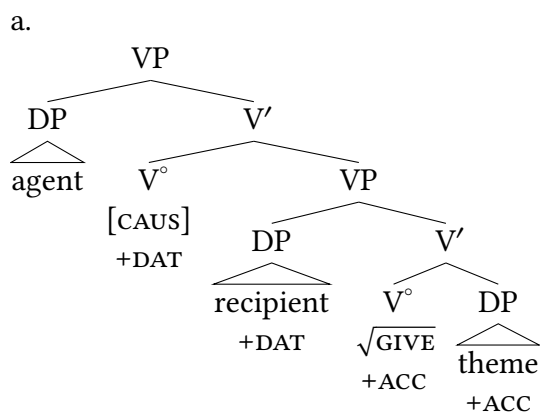 a.
VP
DP V′
agent V° VP
[CAUS] DP V′
+DAT recipient V° DP
+DAT √GIVE theme
+ACC +ACC